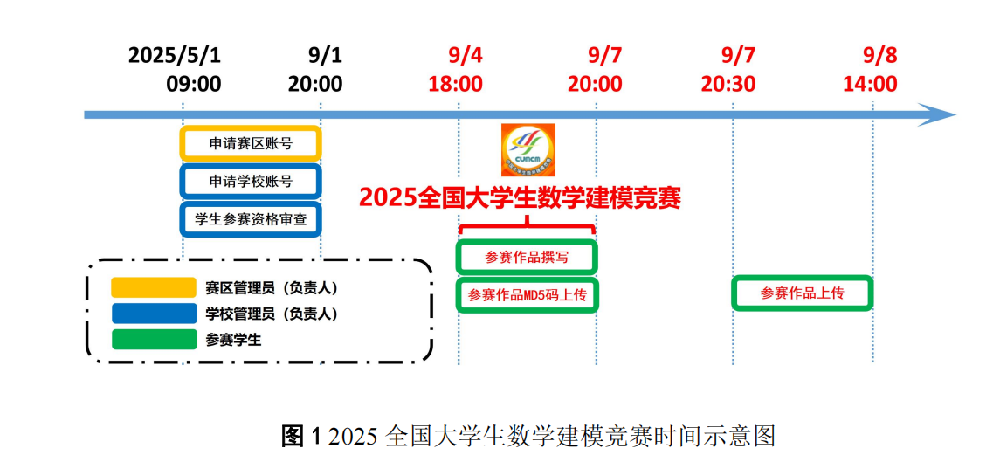 2025/5/1 9/1 9/4 9/7 9/7 9/8
09:00 20:00 18:00 20:00 20:30 14:00
申请赛区账号
申请学校账号
学生参赛资格审查
CUMCM
2025全国大学生数学建模竞赛
参赛作品撰写
参赛作品MD5码上传
参赛作品上传
赛区管理员（负责人）
学校管理员（负责人）
参赛学生
图 1 2025 全国大学生数学建模竞赛时间示意图